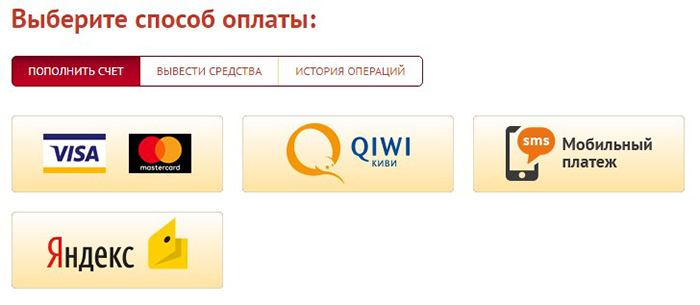 Выберите способ оплаты:
ПОПОЛНИТЬ СЧЕТ ВЫВЕСТИ СРЕДСТВА ИСТОРИЯ ОПЕРАЦИЙ
VISA
mastercard
QIWI
КИВИ
sms
Мобильный
платеж
Яндекс